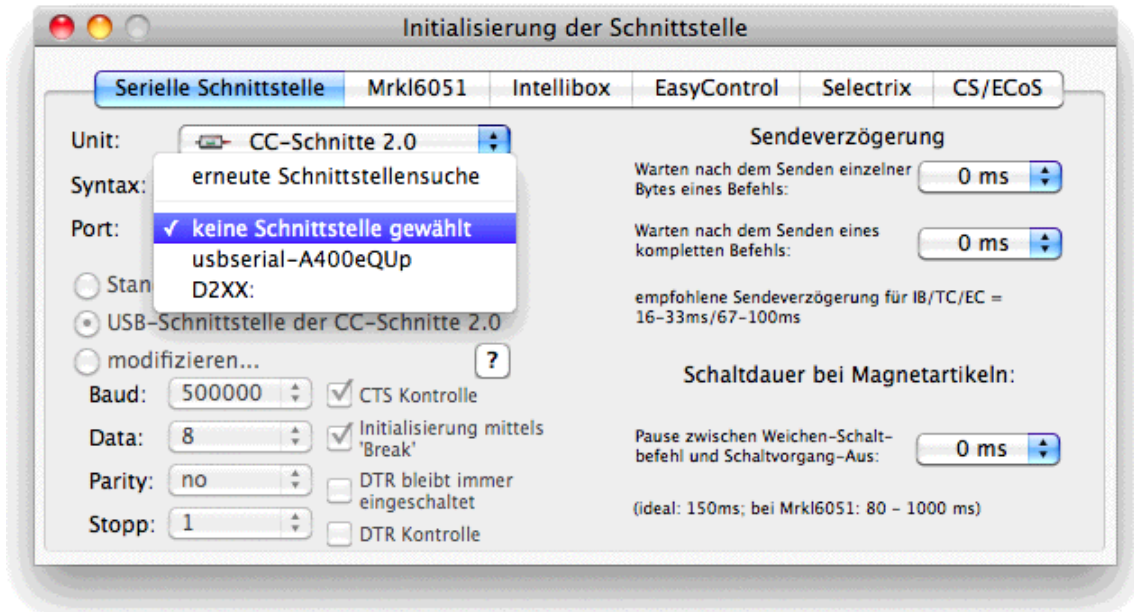 Initialisierung der Schnittstelle
Serielle Schnittstelle Mrkl6051 Intellibox EasyControl Selectrix CS/ECoS
Unit: CC-Schnitte 2.0
erneute Schnittstellensuche
Syntax:
Port: ✓ keine Schnittstelle gewählt
usbserial-A400eQUp
D2XX:
USB-Schnittstelle der CC-Schnitte 2.0
modifizieren... ?
Baud: 500000 CTS Kontrolle
Data: 8 Initialisierung mittels
'Break'
Parity: no DTR bleibt immer
eingeschaltet
Stopp: 1 DTR Kontrolle
Sendeverzögerung
Warten nach dem Senden einzelner
Bytes eines Befehls: 0 ms
Warten nach dem Senden eines
kompletten Befehls: 0 ms
empfohlene Sendeverzögerung für IB/TC/EC =
16-33ms/67-100ms
Schaltdauer bei Magnetartikeln:
Pause zwischen Weichen-Schalt-
befehl und Schaltvorgang-Aus: 0 ms
(ideal: 150ms; bei Mrkl6051: 80 - 1000 ms)